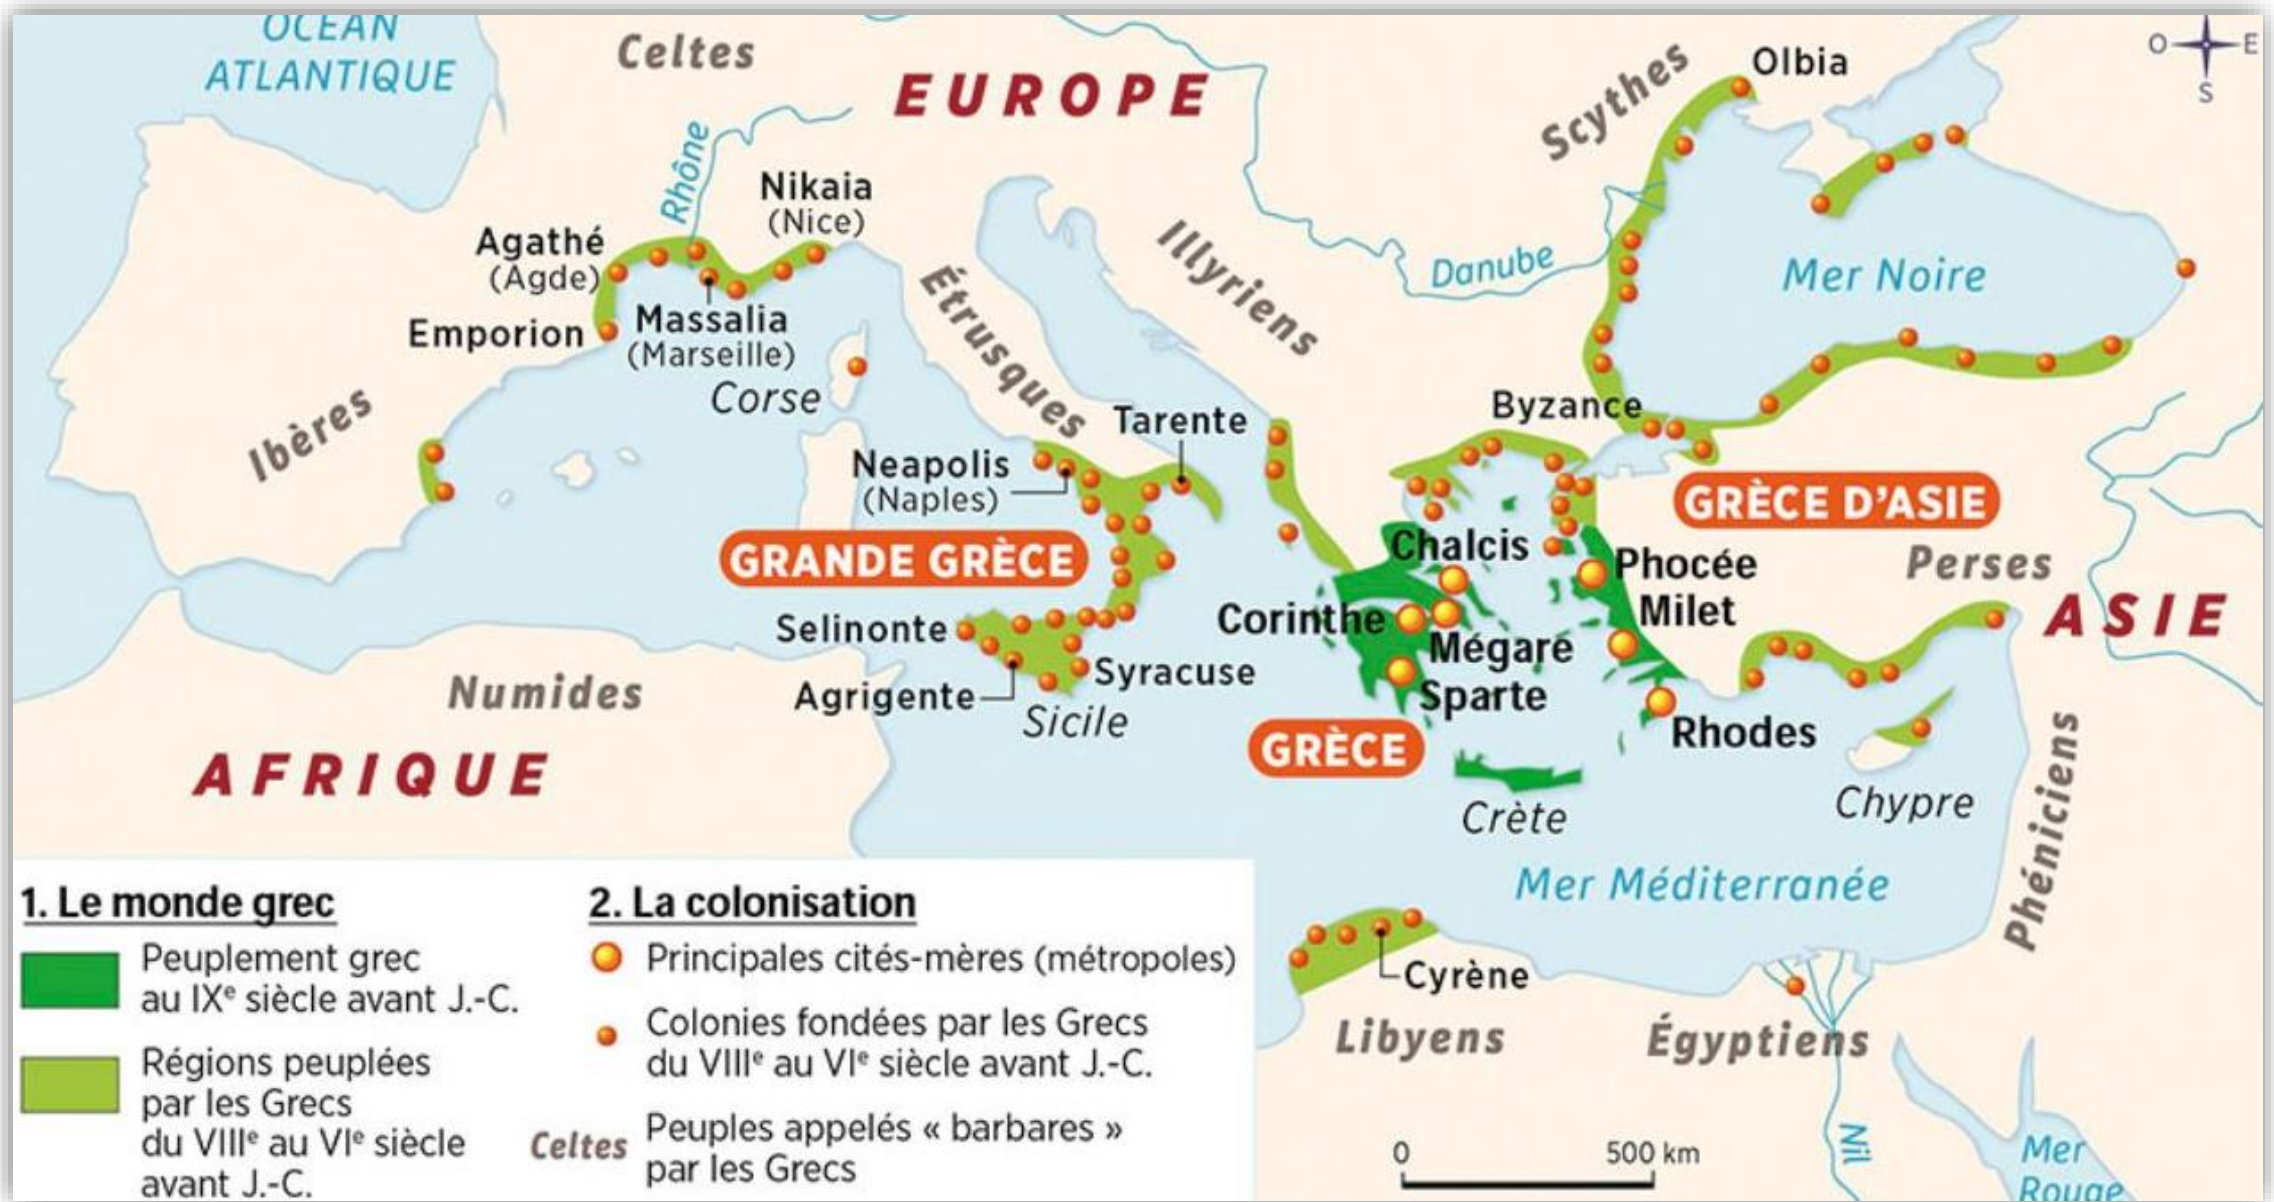 OCÉAN
ATLANTIQUE
Celtes
EUROPE
Scythes
Olbia
O
E
S
Rhône
Nikaia
(Nice)
Agathé
(Agde)
Emporion
Massalia
(Marseille)
Corse
Étrusques
Illyriens
Danube
Mer Noire
Ibères
Tarente
Byzance
Neapolis
(Naples)
GRANDE GRÈCE
GRÈCE D'ASIE
Chalcis
Phocée
Perses
Milet
ASIE
Corinthe
Mégare
Selinonte
Syracuse
Agrigente
Sicile
Sparte
Numides
GRÈCE
Rhodes
AFRIQUE
Crète
Chypre
Phéniciens
Mer Méditerranée
Cyrène
Libyens
Égyptiens
Nil
Mer
Rouge
0 500 km
1. Le monde grec
Peuplement grec
au IXe siècle avant J.-C.
Régions peuplées
par les Grecs
du VIIIe au VIe siècle
avant J.-C.
2. La colonisation
Principales cités-mères (métropoles)
Colonies fondées par les Grecs
du VIIIe au VIe siècle avant J.-C.
Celtes
Peuples appelés « barbares »
par les Grecs